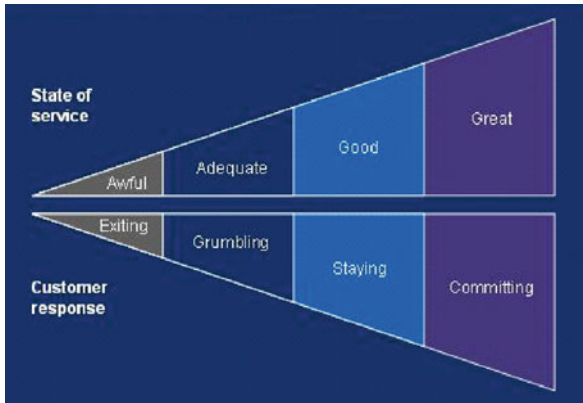 State of
service
Awful
Adequate
Good
Great
Exiting
Grumbling
Staying
Committing
Customer
response